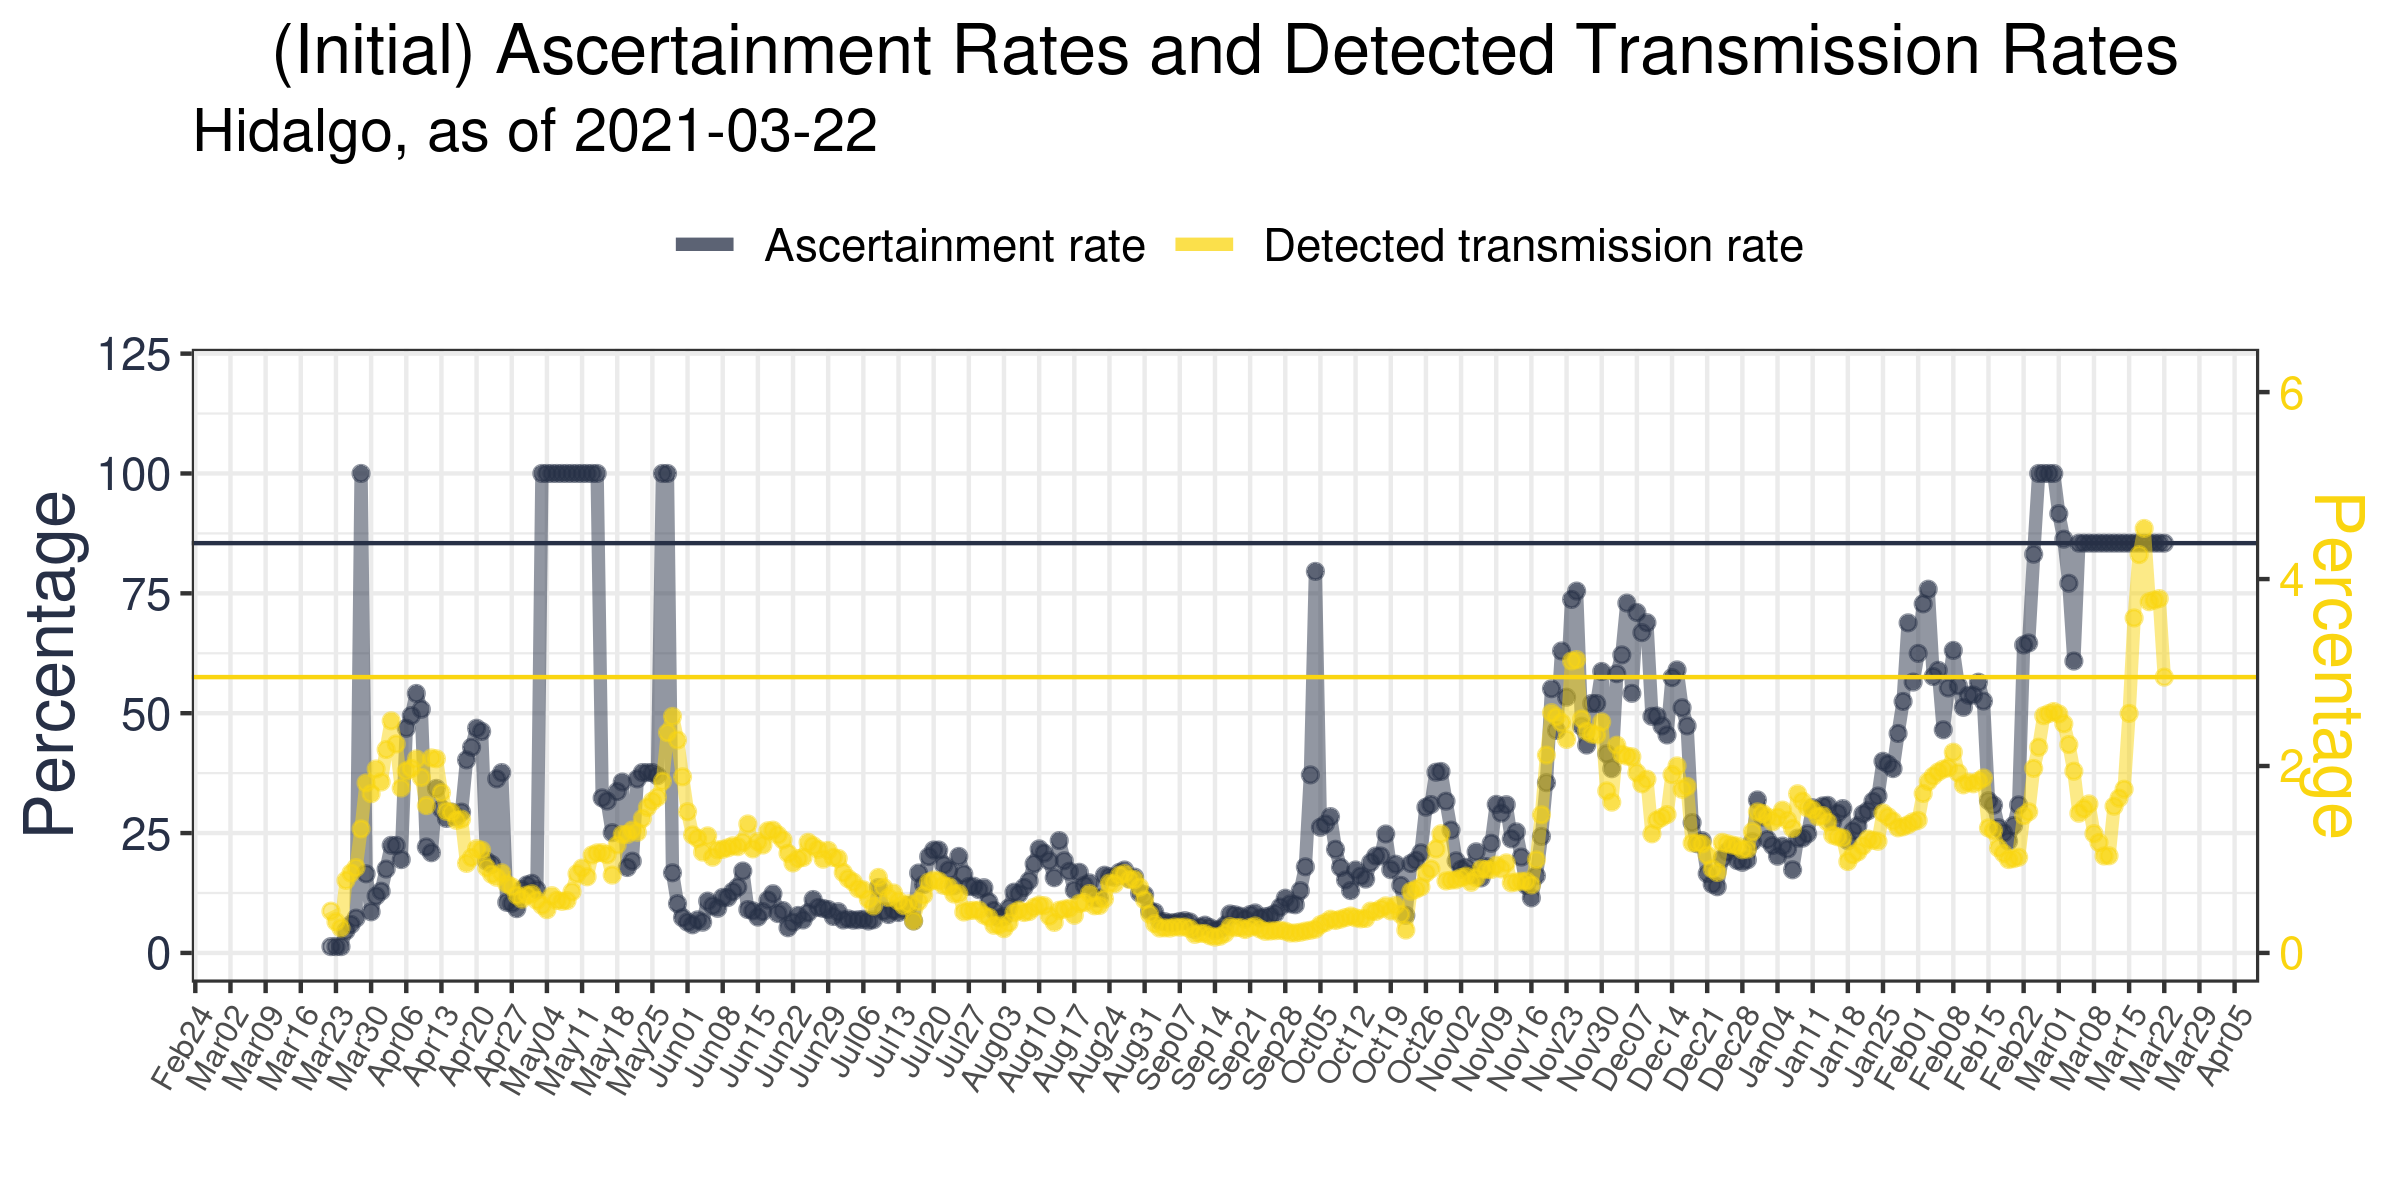 (Initial) Ascertainment Rates and Detected Transmission Rates
Hidalgo, as of 2021-03-22
Ascertainment rate
Detected transmission rate
Percentage
125
100
75
50
25
0
6
4
2
0
Percentage
Feb24
Mar02
Mar09
Mar16
Mar23
Mar30
Apr06
Apr13
Apr20
Apr27
May04
May11
May18
May25
Jun01
Jun08
Jun15
Jun22
Jun29
Jul06
Jul13
Jul20
Jul27
Aug03
Aug10
Aug17
Aug24
Aug31
Sep07
Sep14
Sep21
Sep28
Oct05
Oct12
Oct19
Oct26
Nov02
Nov09
Nov16
Nov23
Nov30
Dec07
Dec14
Dec21
Dec28
Jan04
Jan11
Jan18
Jan25
Feb01
Feb08
Feb15
Feb22
Mar01
Mar08
Mar15
Mar22
Mar29
Apr05